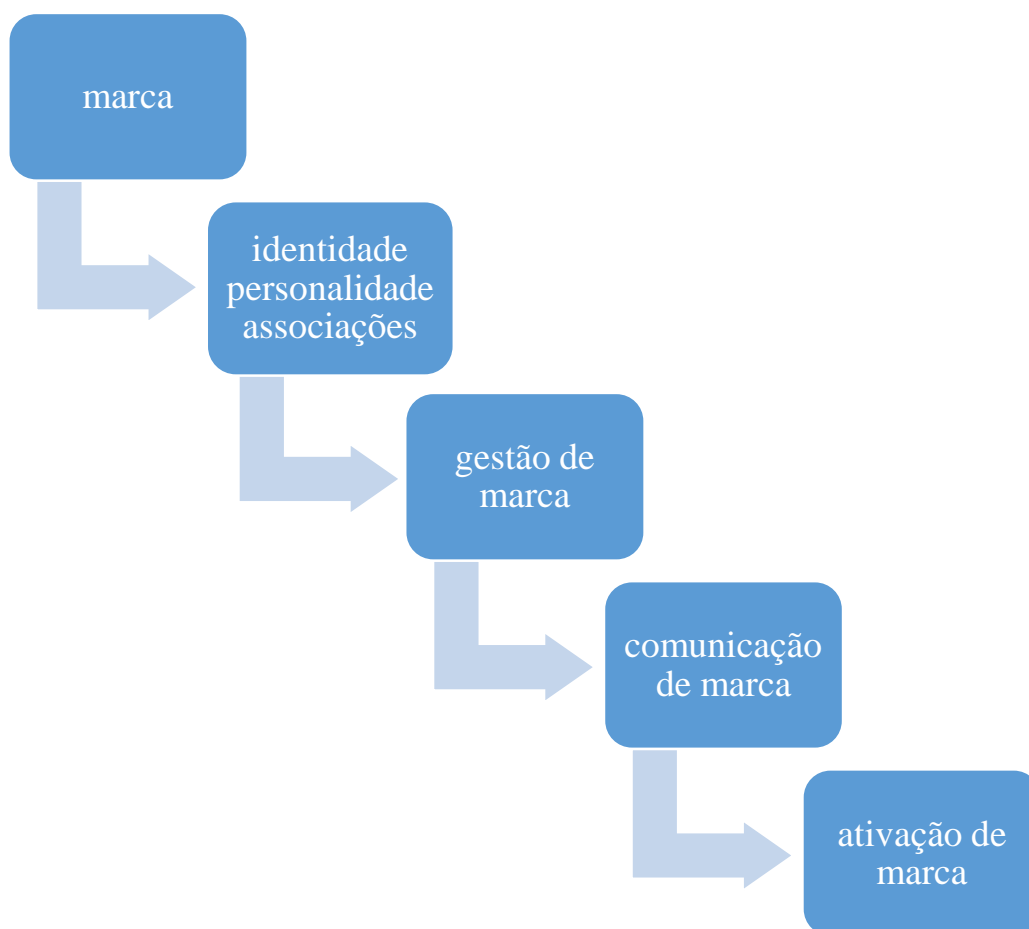 marca
identidade
personalidade
associações
gestão de
marca
comunicação
de marca
ativação de
marca